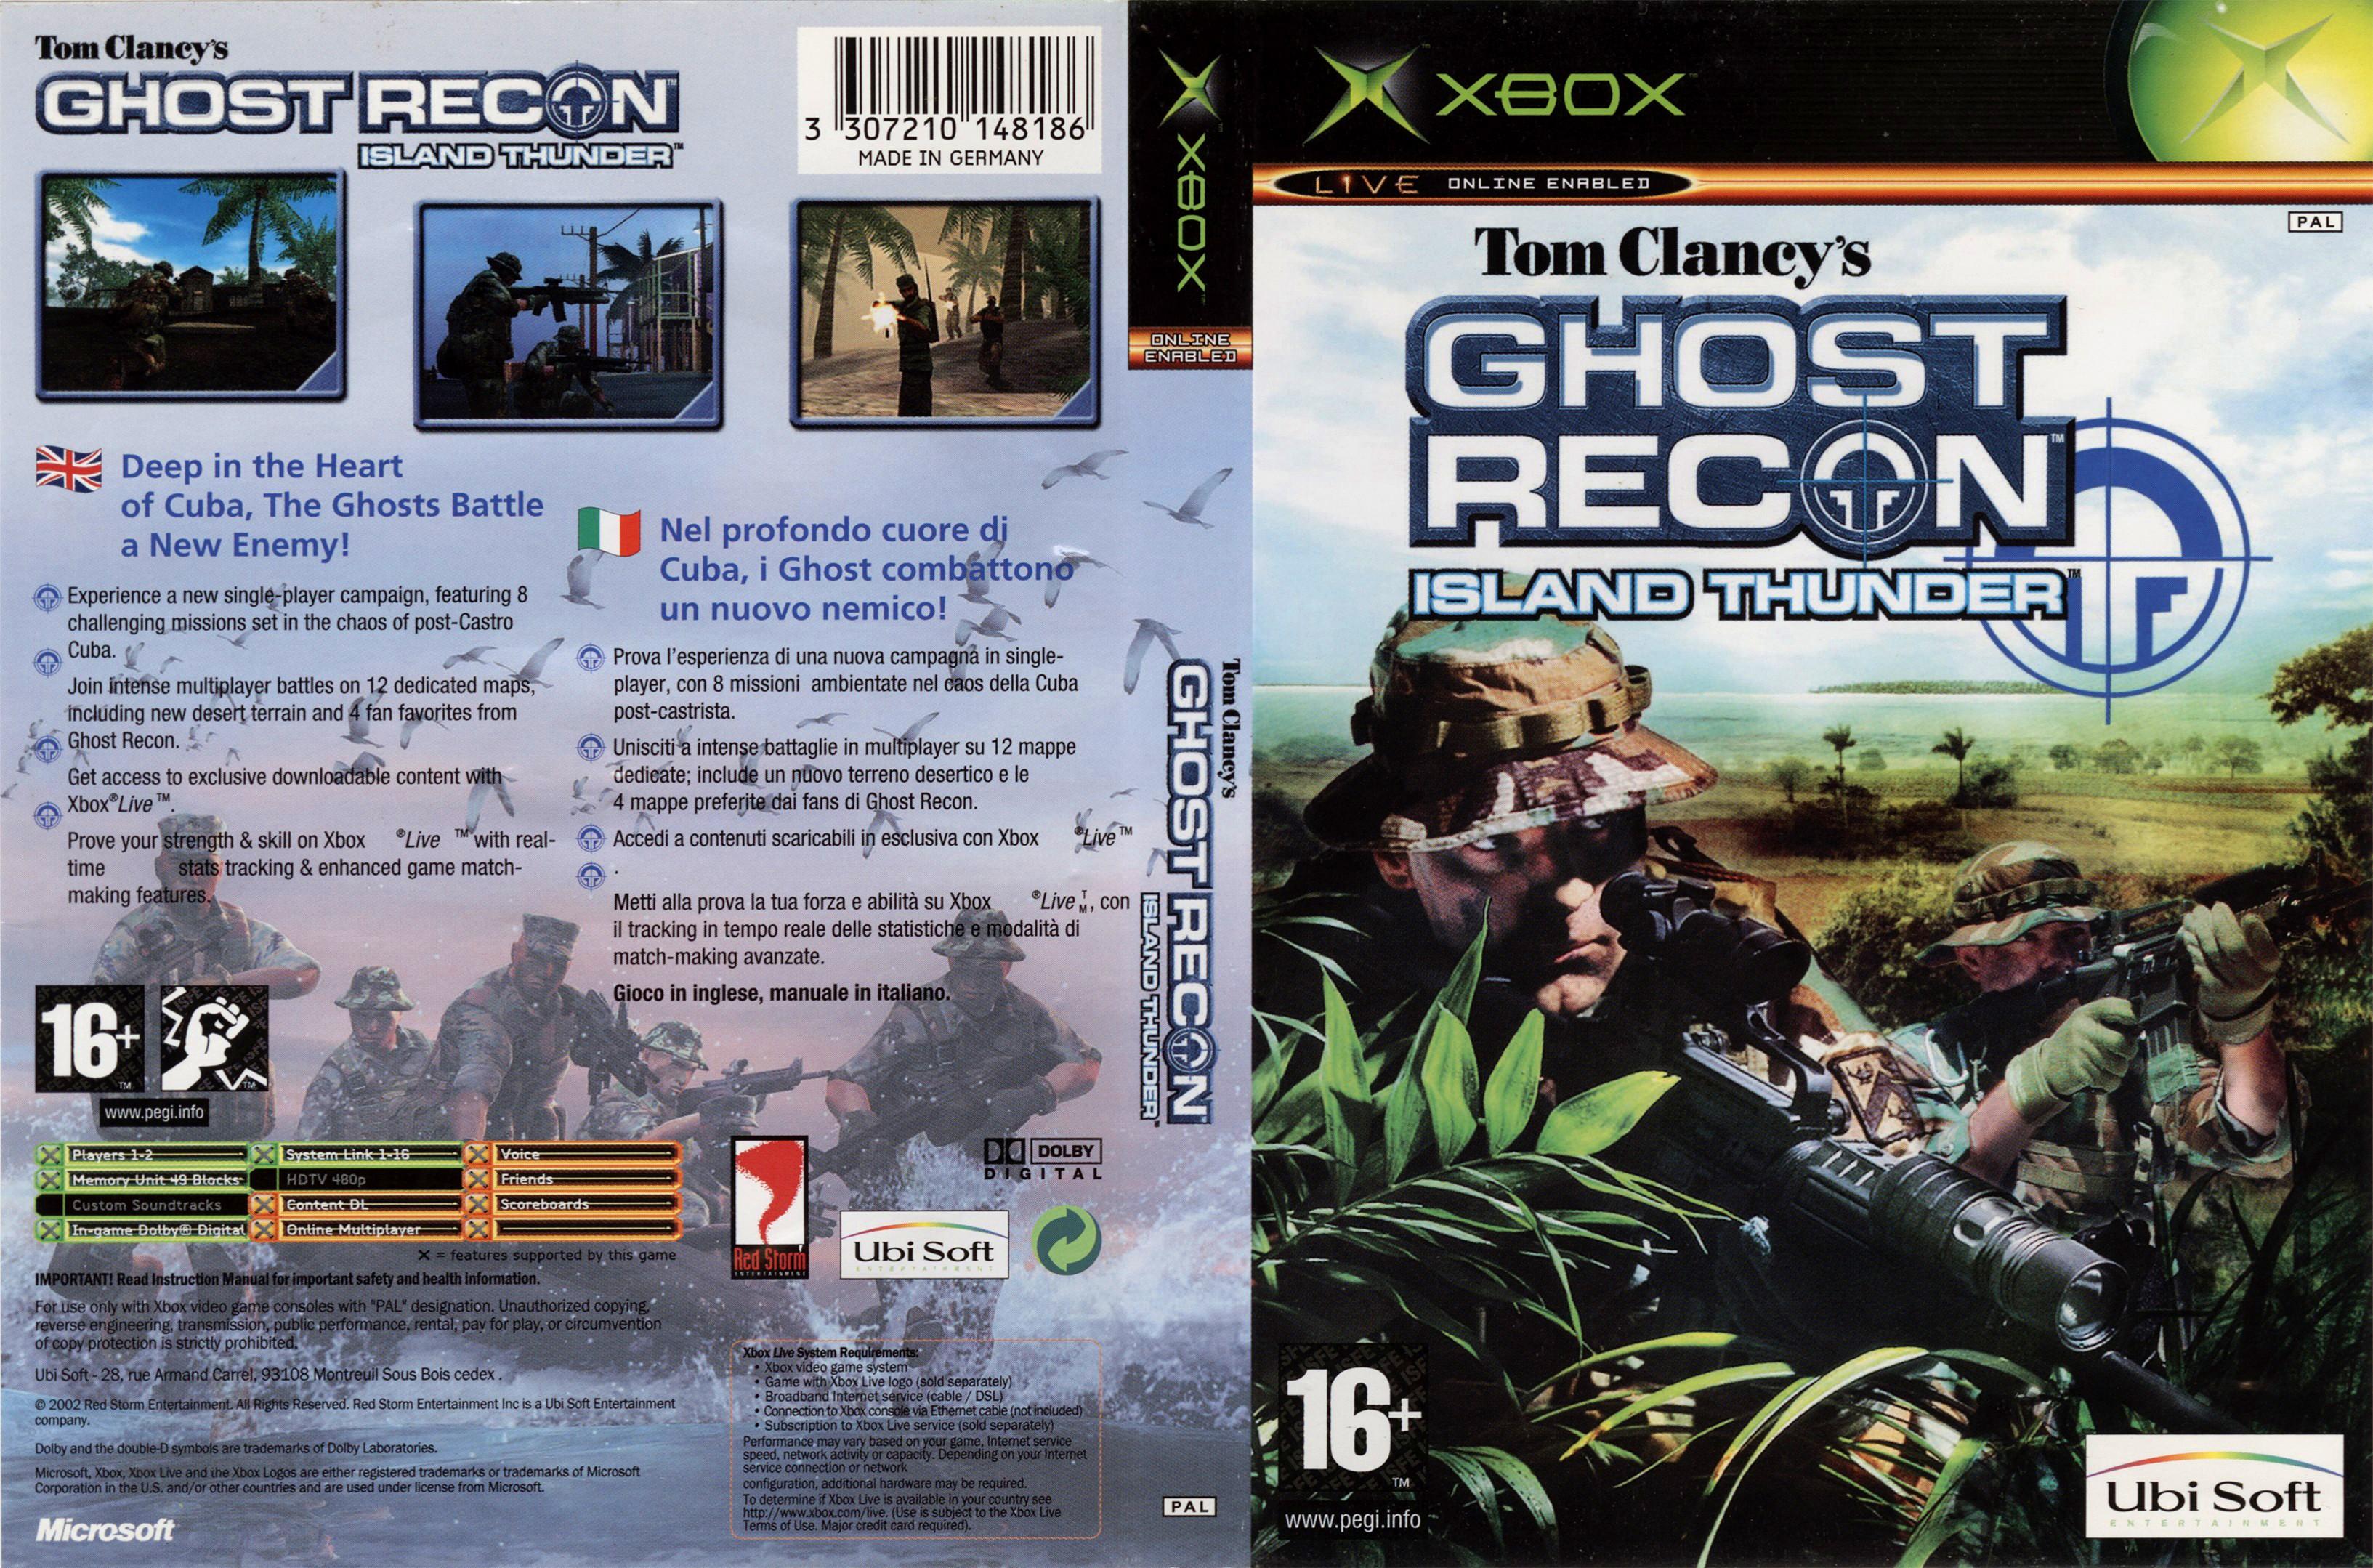 Tom Clancy's
GHOST RECON™
ISLAND THUNDER™
3 307210 148186
MADE IN GERMANY
Deep in the Heart
of Cuba, The Ghosts Battle
a New Enemy!
Experience a new single-player campaign, featuring 8
challenging missions set in the chaos of post-Castro
Cuba.
Join intense multiplayer battles on 12 dedicated maps,
including new desert terrain and 4 fan favorites from
Ghost Recon.
Get access to exclusive downloadable content with
Xbox®Live™.
Prove your strength & skill on Xbox ®Live ™ with real-
time stats tracking & enhanced game match-
making features.
Nel profondo cuore di
Cuba, i Ghost combattono
un nuovo nemico!
Prova l'esperienza di una nuova campagna in single-
player, con 8 missioni ambientate nel caos della Cuba
post-castrista.
Unisciti a intense battaglie in multiplayer su 12 mappe
dedicate; include un nuovo terreno desertico e le
4 mappe preferite dai fans di Ghost Recon.
Accedi a contenuti scaricabili in esclusiva con Xbox ®Live™
.
Metti alla prova la tua forza e abilità su Xbox ®Live TM, con
il tracking in tempo reale delle statistiche e modalità di
match-making avanzate.
Gioco in inglese, manuale in italiano.
16+™
™
www.pegi.info
Players 1-2 System Link 1-16 Voice
Memory Unit 49 Blocks HDTV 480p Friends
Custom Soundtracks Content DL Scoreboards
In-game Dolby® Digital Online Multiplayer
X = features supported by this game
Red Storm
ENTERTAINMENT
DOLBY
DIGITAL
Ubi Soft
ENTERTAINMENT
IMPORTANT! Read Instruction Manual for important safety and health information.
For use only with Xbox video game consoles with "PAL" designation. Unauthorized copying,
reverse engineering, transmission, public performance, rental, pay for play, or circumvention
of copy protection is strictly prohibited.
Ubi Soft - 28, rue Armand Carrel, 93108 Montreuil Sous Bois cedex .
© 2002 Red Storm Entertainment. All Rights Reserved. Red Storm Entertainment Inc is a Ubi Soft Entertainment
company.
Dolby and the double-D symbols are trademarks of Dolby Laboratories.
Microsoft, Xbox, Xbox Live and the Xbox Logos are either registered trademarks or trademarks of Microsoft
Corporation in the U.S. and/or other countries and are used under license from Microsoft.
Microsoft
Xbox Live System Requirements:
• Xbox video game system
• Game with Xbox Live logo (sold separately)
• Broadband Internet service (cable / DSL)
• Connection to Xbox console via Ethernet cable (not included)
• Subscription to Xbox Live service (sold separately)
Performance may vary based on your game, Internet service
speed, network activity or capacity. Depending on your Internet
service connection or network
configuration, additional hardware may be required.
To determine if Xbox Live is available in your country see
http://www.xbox.com/live. (Use is subject to the Xbox Live
Terms of Use. Major credit card required).
XBOX
ONLINE
ENABLED
Tom Clancy's
GHOST RECON
ISLAND THUNDER™
PAL
XBOX™
LIVE ONLINE ENABLED
PAL
Tom Clancy's
GHOST
RECON™
ISLAND THUNDER™
16+
™
www.pegi.info
Ubi Soft
ENTERTAINMENT